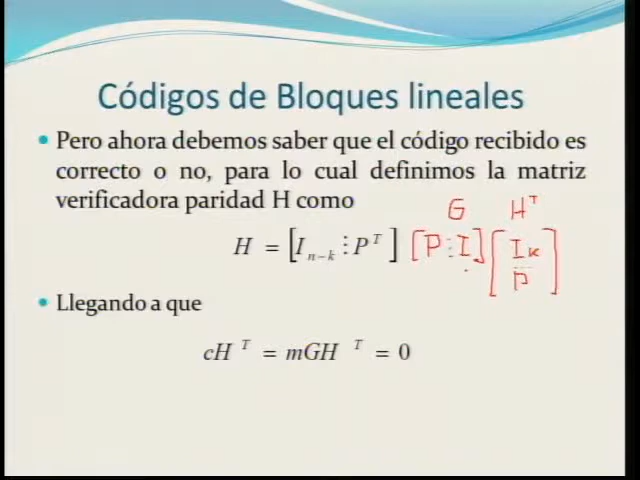 Códigos de Bloques lineales
• Pero ahora debemos saber que el código recibido es
correcto o no, para lo cual definimos la matriz
verificadora paridad H como
G H^T
H = [I_{n-k} ⋮ P^T] [P ⋮ I] [I_k / P]
• Llegando a que
cH^T = mGH^T = 0